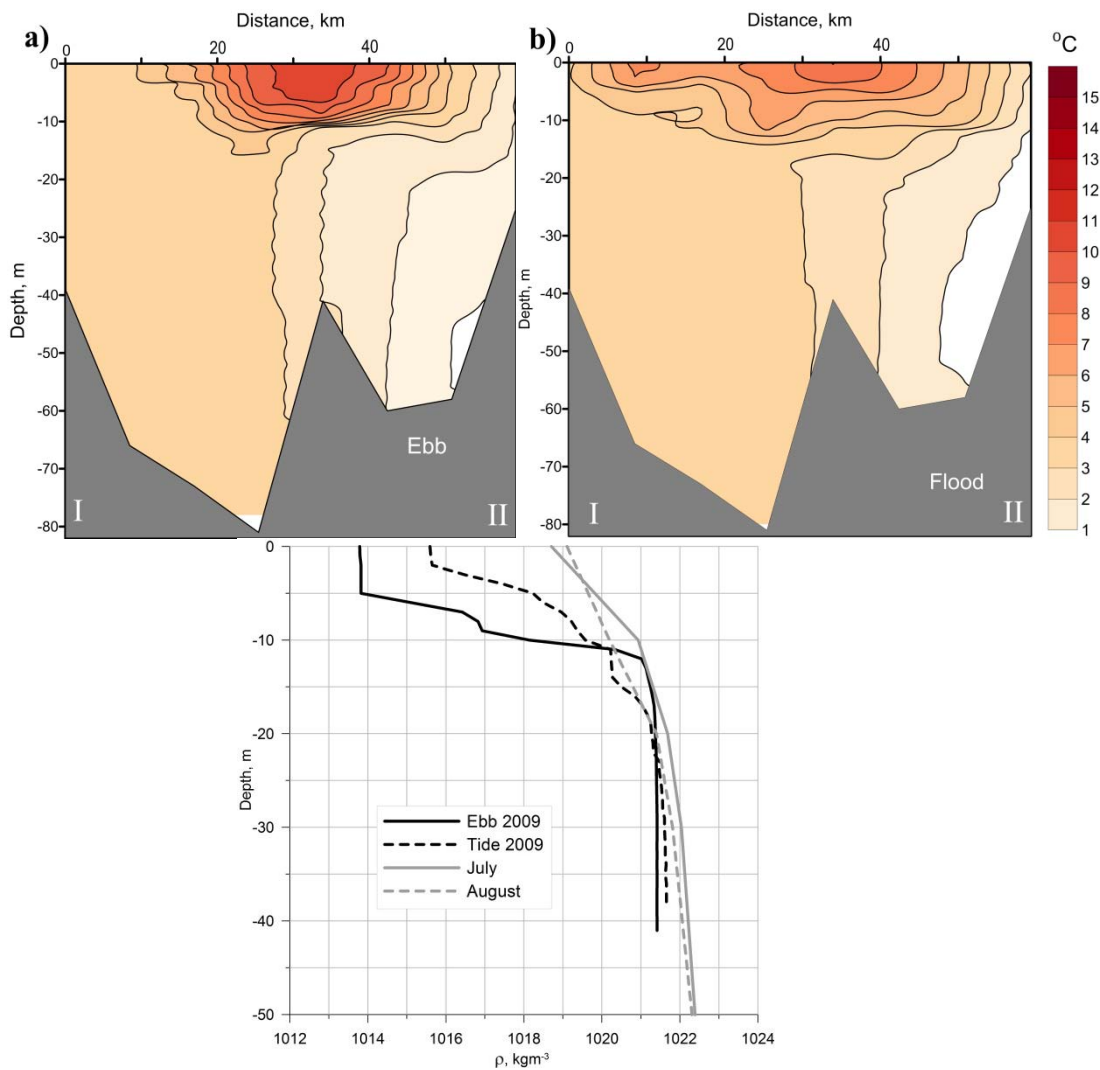 a)
Distance, km
0 20 40
0
-10
-20
-30
-40
-50
-60
-70
-80
Depth, m
Ebb
I
II
b)
Distance, km
0 20 40
0
-10
-20
-30
-40
-50
-60
-70
-80
Depth, m
Flood
I
II
°C
15
14
13
12
11
10
9
8
7
6
5
4
3
2
1
0
-10
-20
-30
-40
-50
Depth, m
Ebb 2009
Tide 2009
July
August
1012 1014 1016 1018 1020 1022 1024
ρ, kgm-³